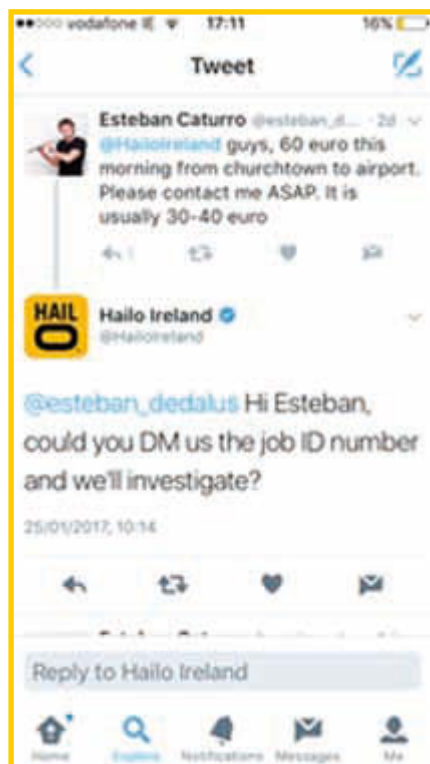 vodafone IE 17:11 16%
Tweet
Esteban Caturro @esteban_d... · 2d
@HailoIreland guys, 60 euro this
morning from churchtown to airport.
Please contact me ASAP. It is
usually 30-40 euro
1
HAIL
O
Hailo Ireland
@HailoIreland
@esteban_dedalus Hi Esteban,
could you DM us the job ID number
and we'll investigate?
25/01/2017, 10:14
Reply to Hailo Ireland
Home Explore Notifications Messages Me